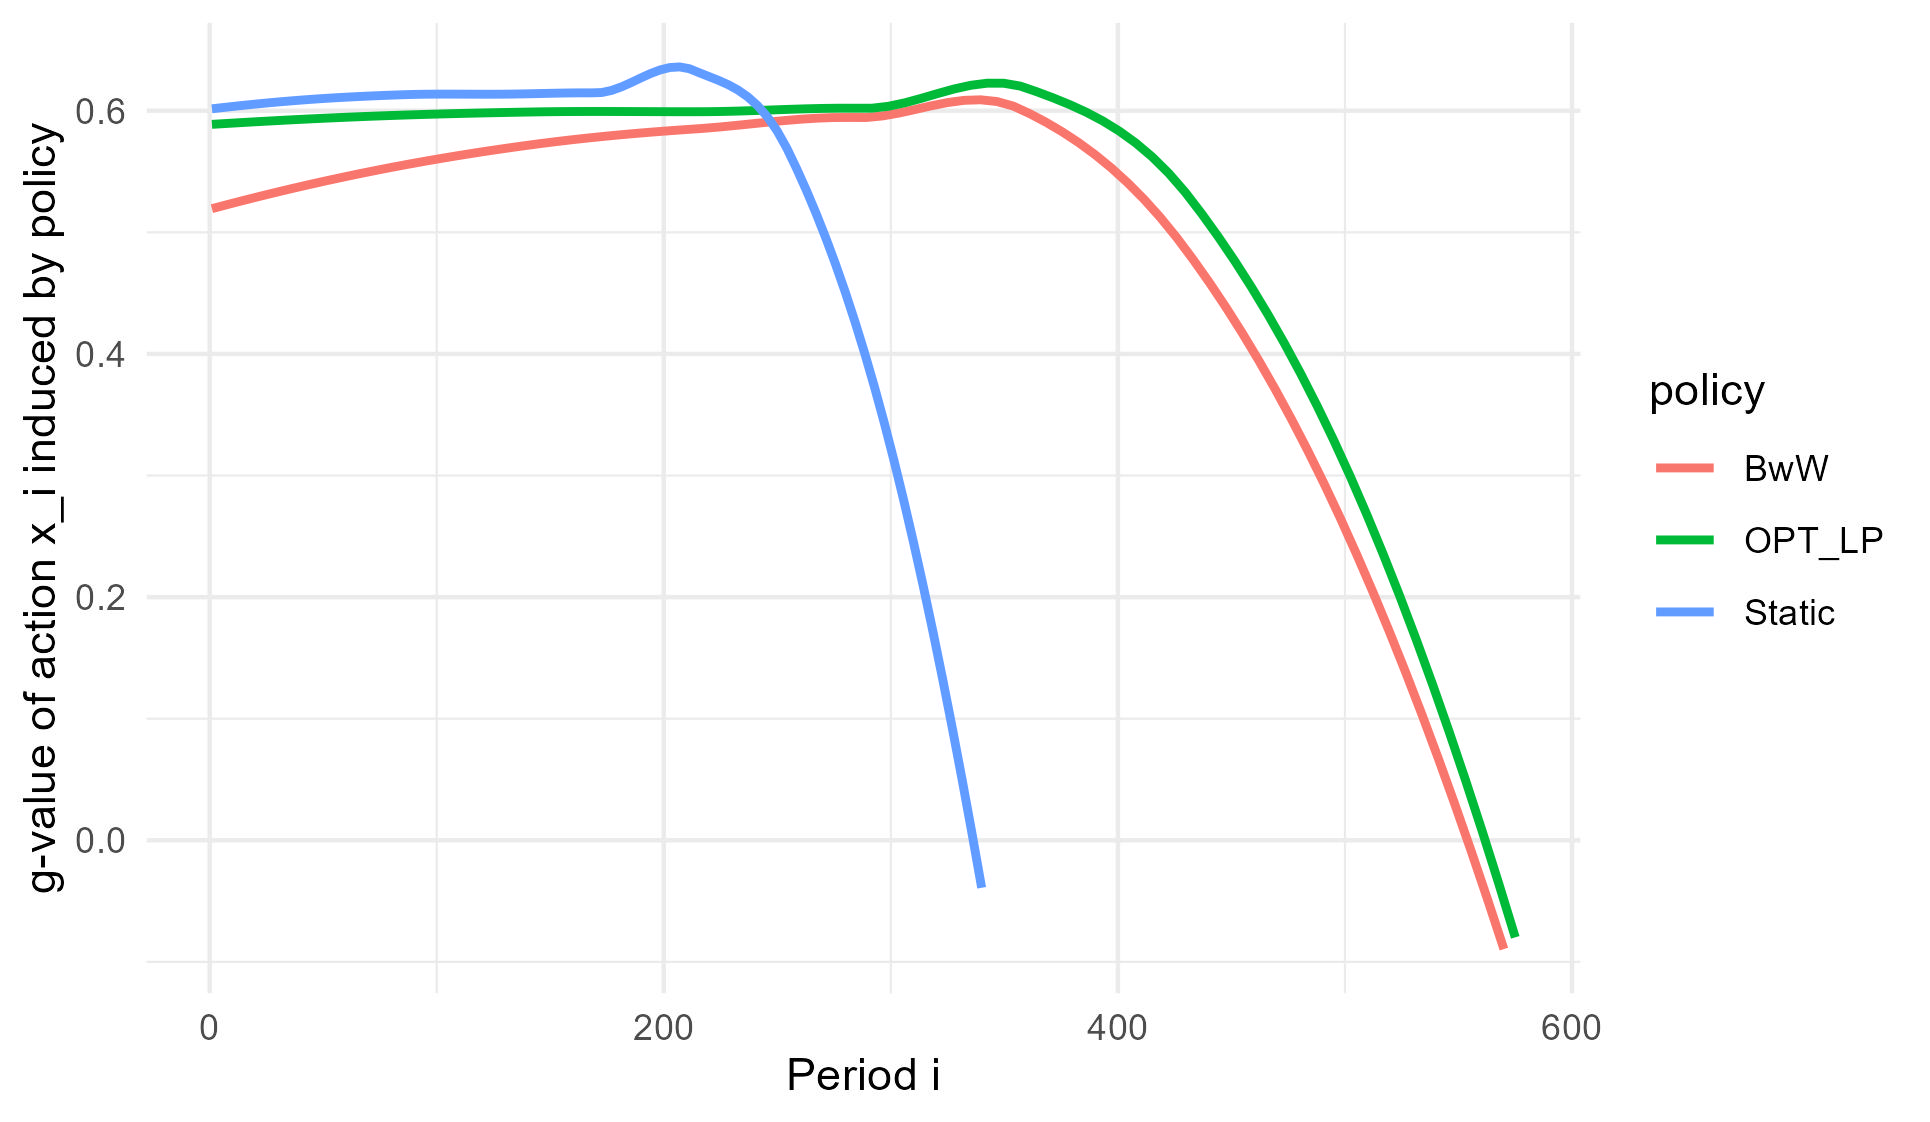 g-value of action x_i induced by policy
0.6
0.4
0.2
0.0
0
200
400
600
Period i
policy
BwW
OPT_LP
Static